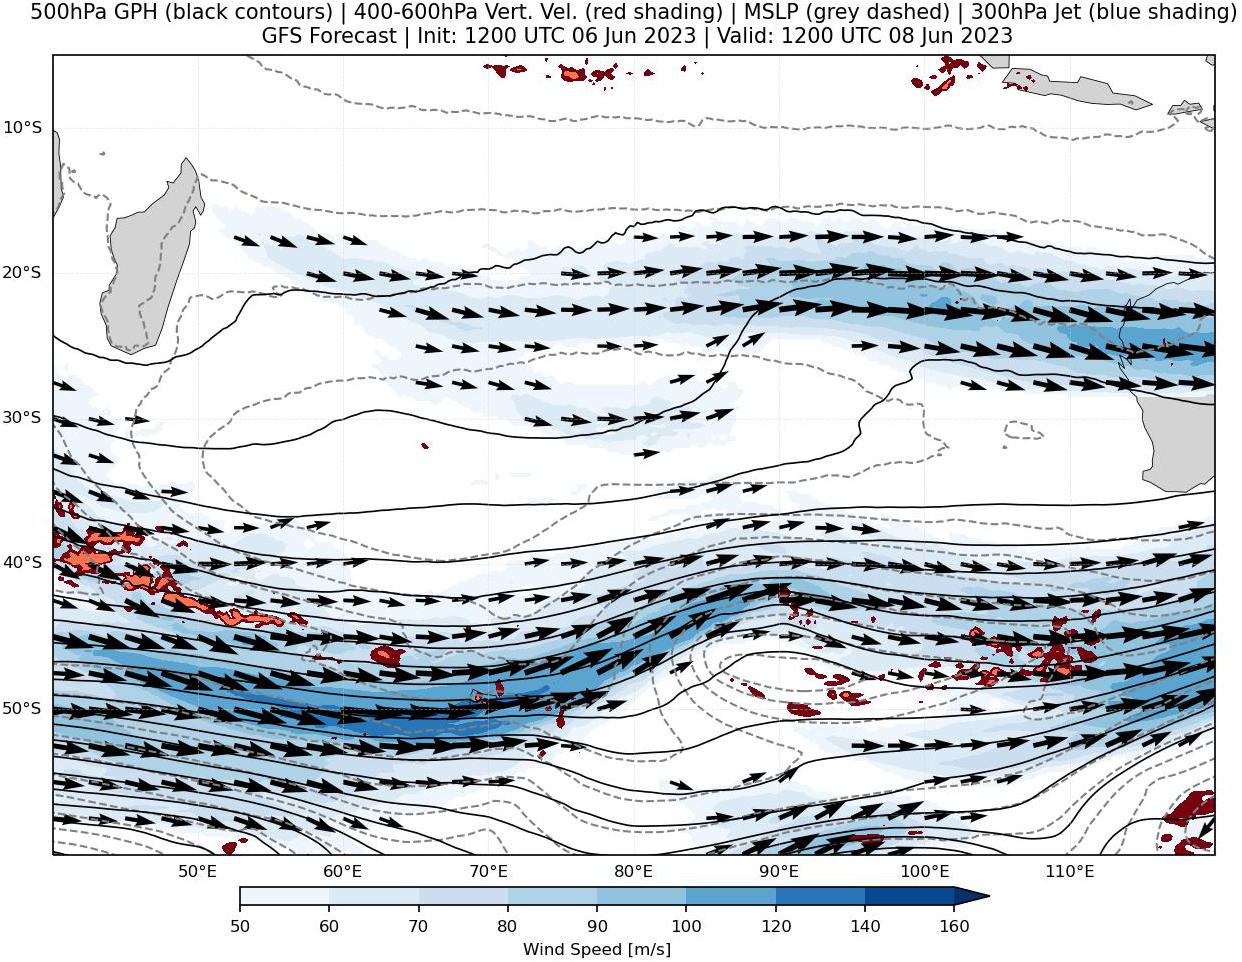 500hPa GPH (black contours) | 400-600hPa Vert. Vel. (red shading) | MSLP (grey dashed) | 300hPa Jet (blue shading)
GFS Forecast | Init: 1200 UTC 06 Jun 2023 | Valid: 1200 UTC 08 Jun 2023
10°S
20°S
30°S
40°S
50°S
50°E 60°E 70°E 80°E 90°E 100°E 110°E
50 60 70 80 90 100 120 140 160
Wind Speed [m/s]